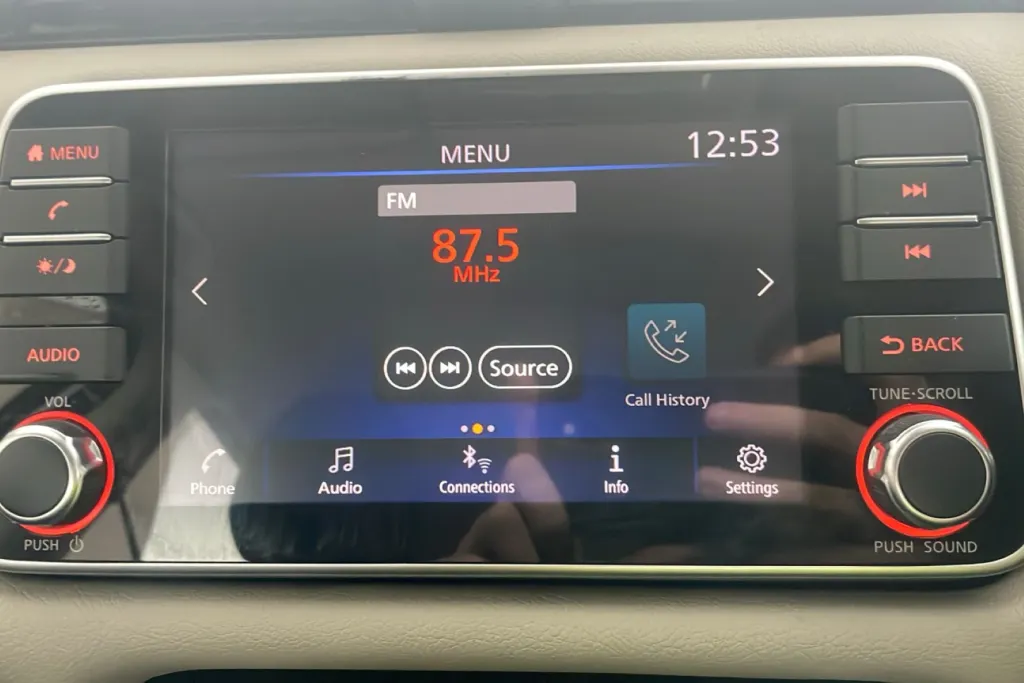 MENU
12:53
MENU
FM
87.5
MHz
AUDIO
BACK
Source
VOL
TUNE·SCROLL
Call History
Phone
Audio
Connections
Info
Settings
PUSH
PUSH SOUND